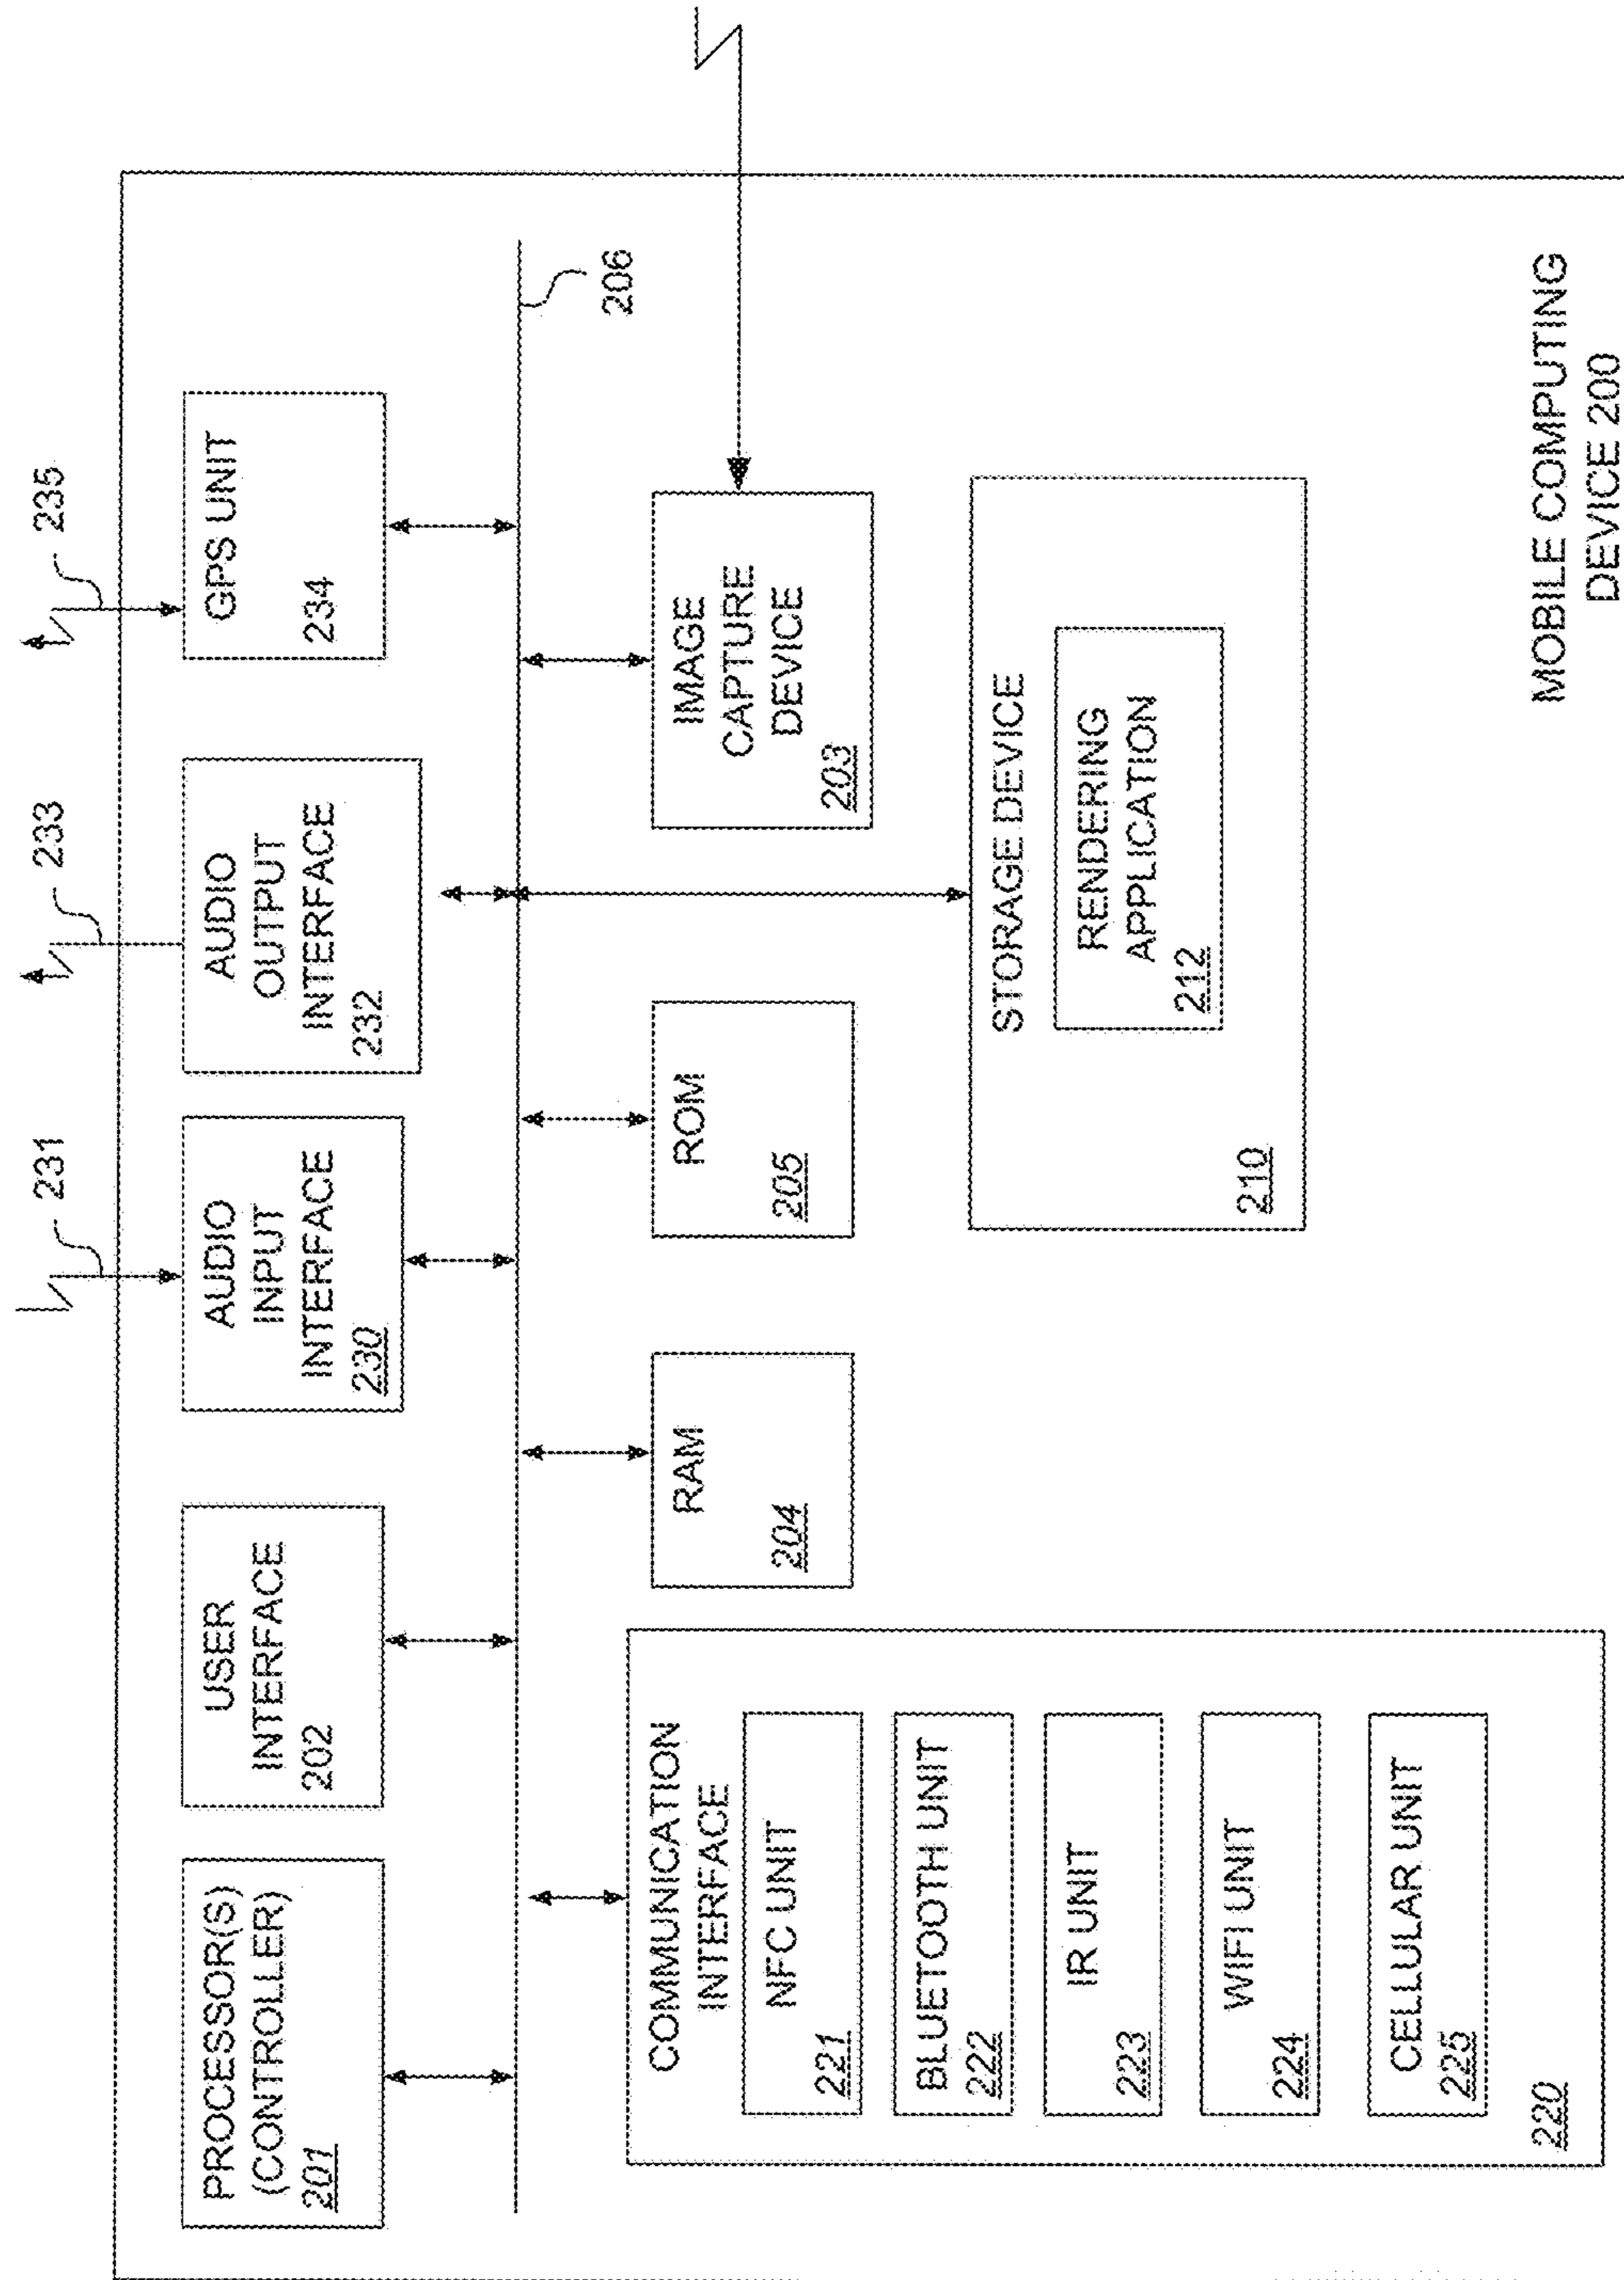 231
233
235
PROCESSOR(S)
(CONTROLLER)
201
USER
INTERFACE
202
AUDIO
INPUT
INTERFACE
230
AUDIO
OUTPUT
INTERFACE
232
GPS UNIT
234
206
COMMUNICATION
INTERFACE
NFC UNIT
221
BLUETOOTH UNIT
222
IR UNIT
223
WIFI UNIT
224
CELLULAR UNIT
225
220
RAM
204
ROM
205
IMAGE
CAPTURE
DEVICE
203
STORAGE DEVICE
RENDERING
APPLICATION
212
210
MOBILE COMPUTING
DEVICE 200